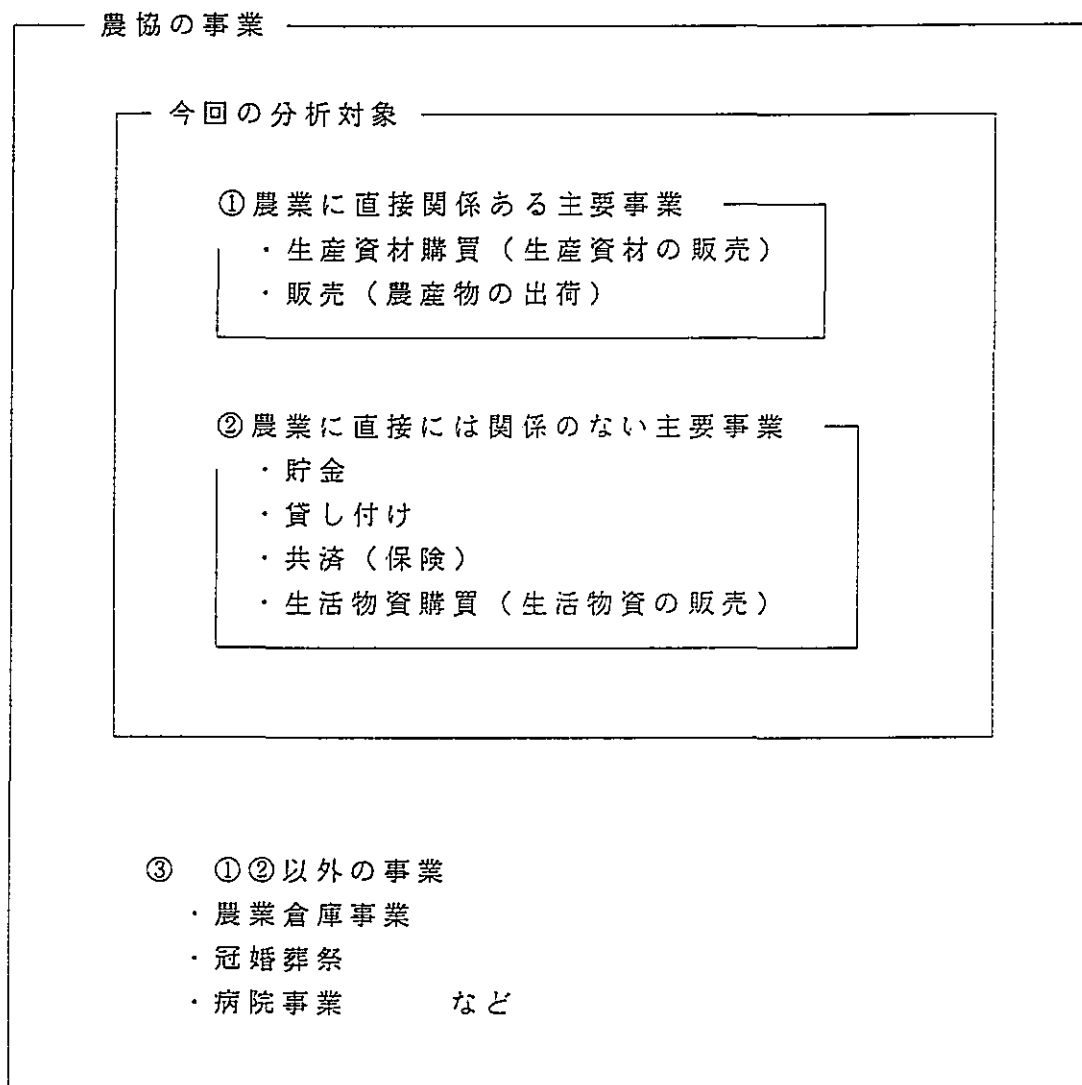 農協の事業
今回の分析対象
①農業に直接関係ある主要事業
・生産資材購買（生産資材の販売）
・販売（農産物の出荷）
②農業に直接には関係のない主要事業
・貯金
・貸し付け
・共済（保険）
・生活物資購買（生活物資の販売）
③　①②以外の事業
・農業倉庫事業
・冠婚葬祭
・病院事業　　　など